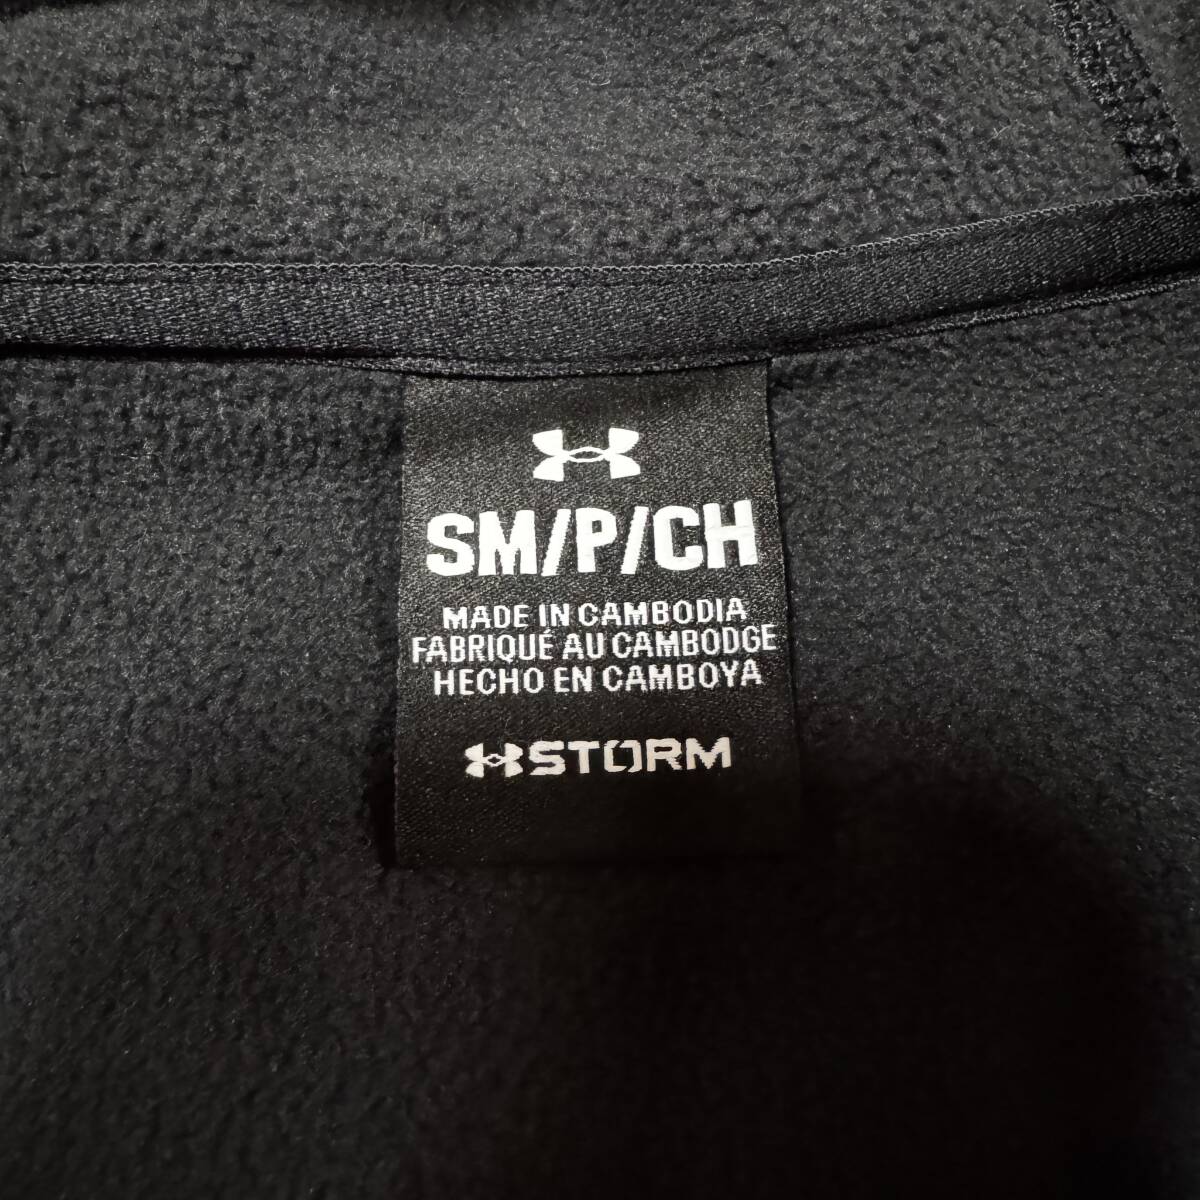 SM/P/CH
MADE IN CAMBODIA
FABRIQUÉ AU CAMBODGE
HECHO EN CAMBOYA
STORM